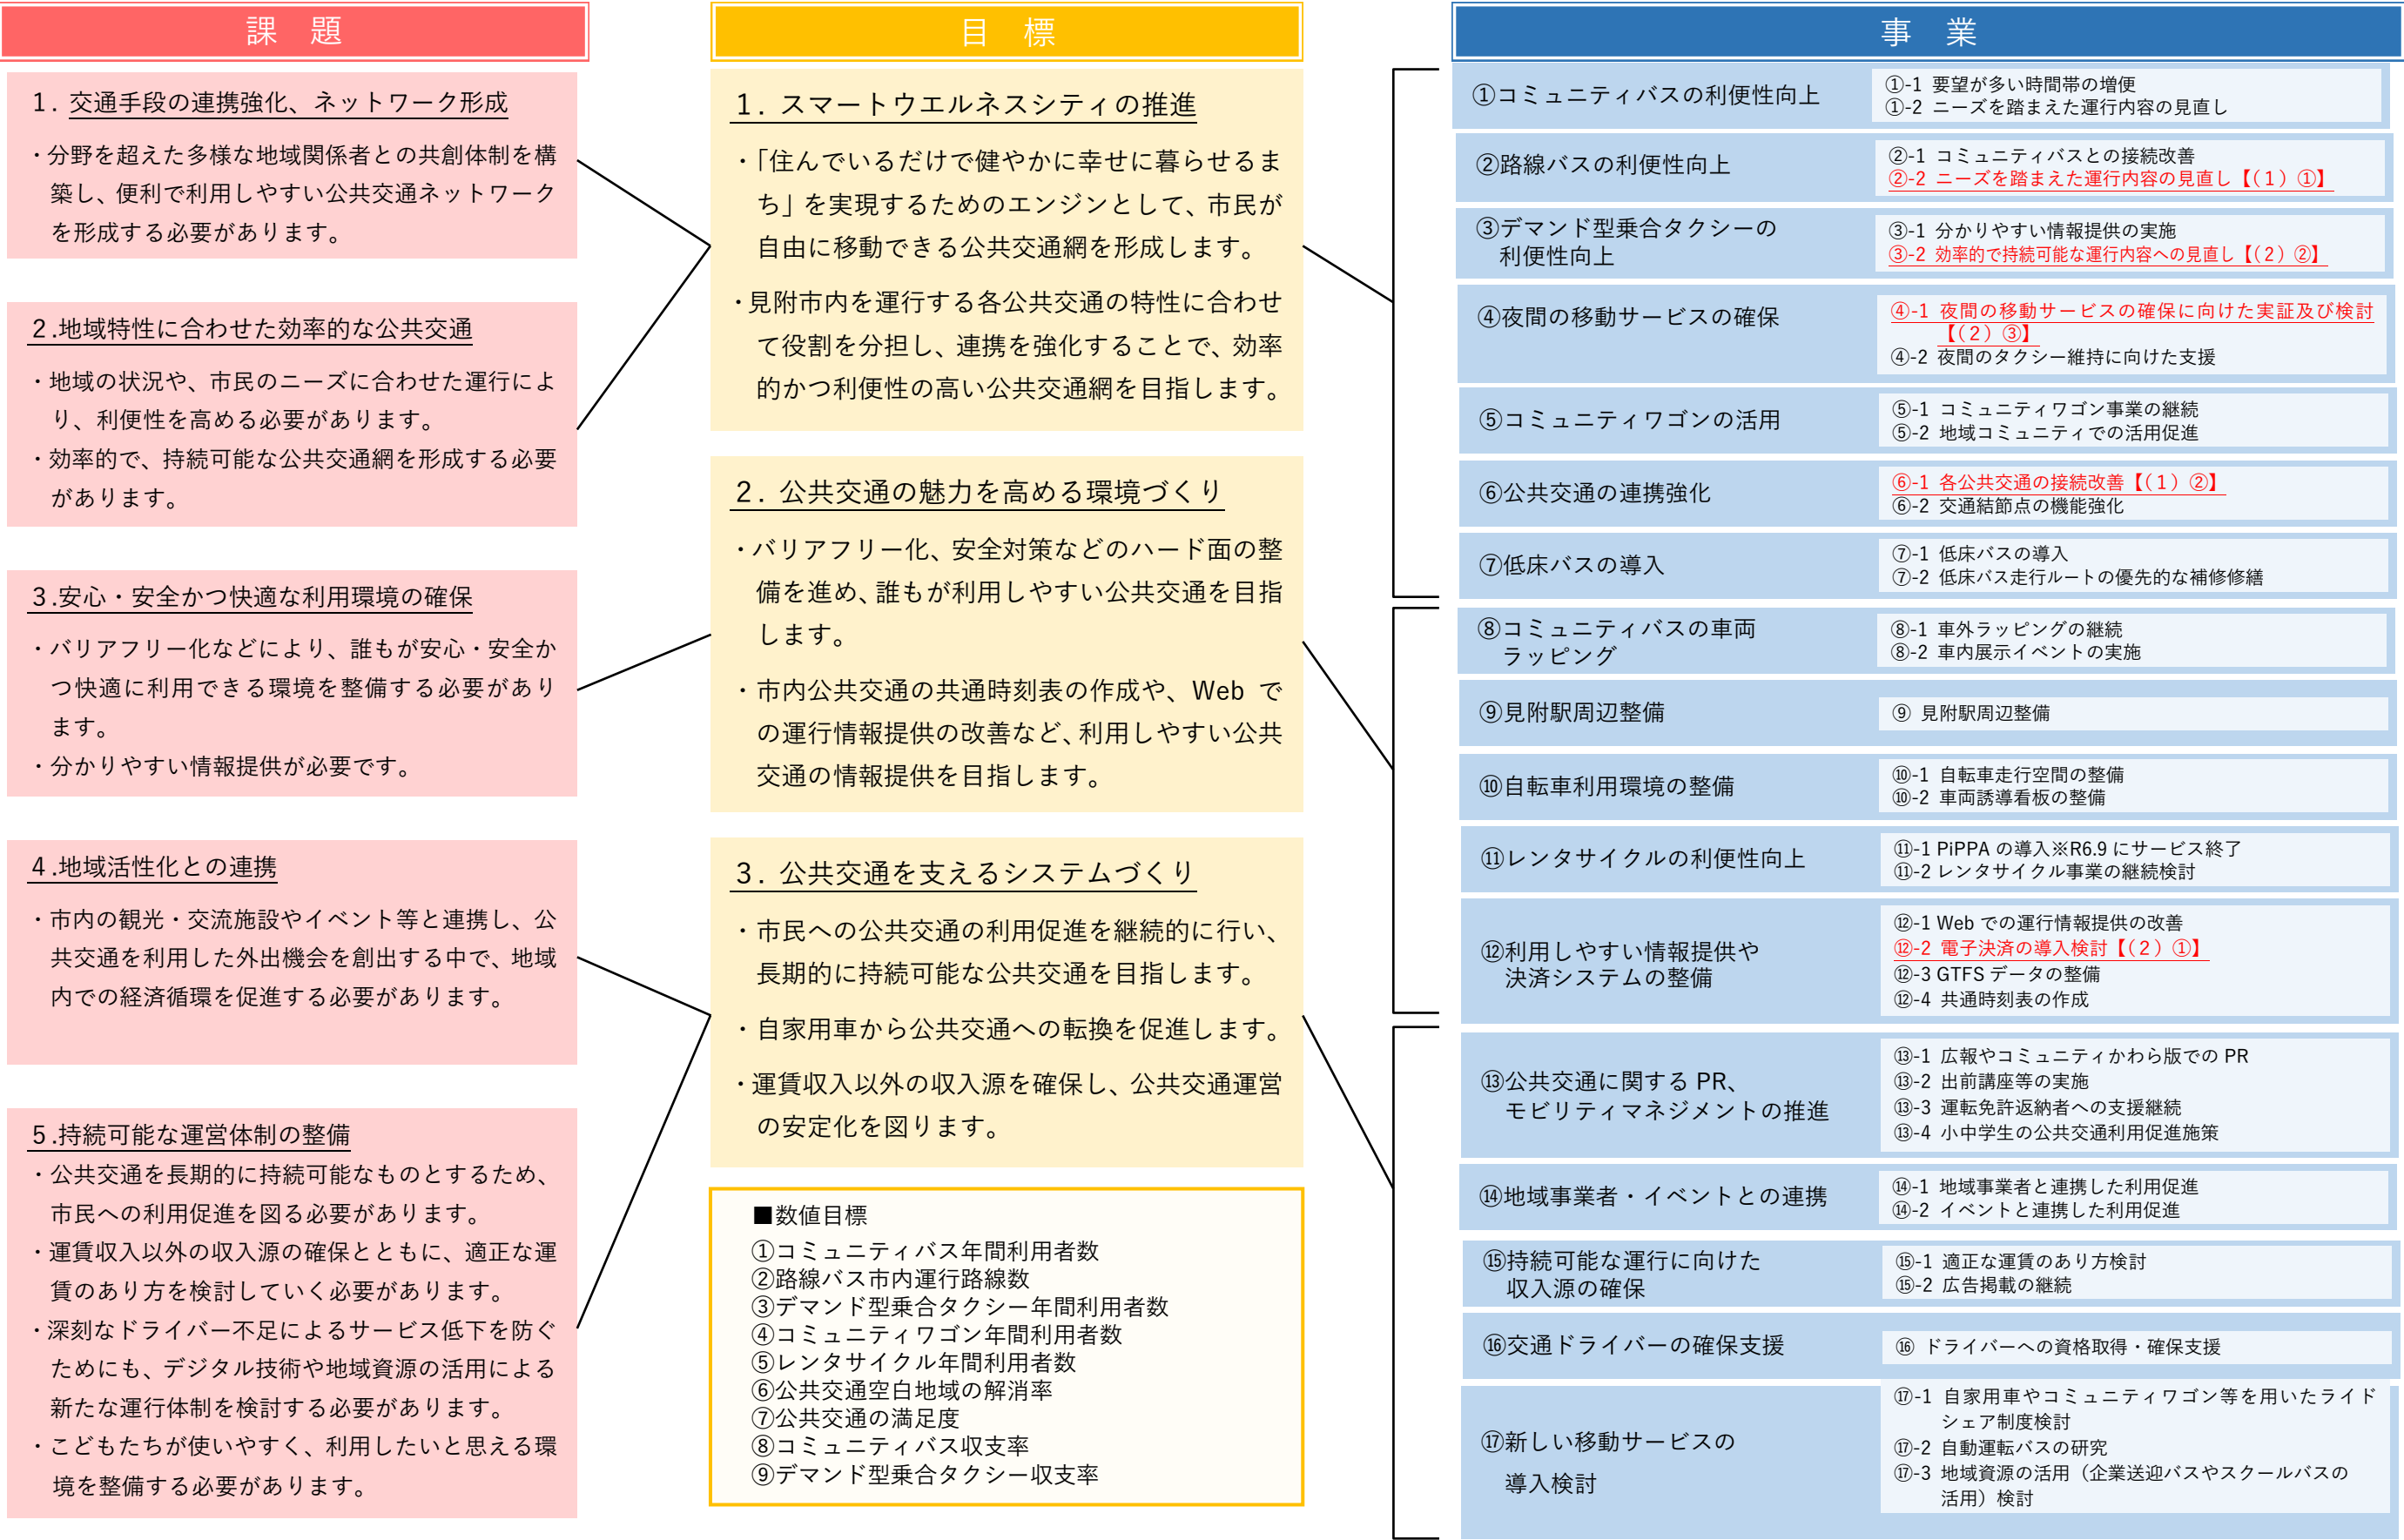 課　題
1. 交通手段の連携強化、ネットワーク形成
・分野を超えた多様な地域関係者との共創体制を構
築し、便利で利用しやすい公共交通ネットワーク
を形成する必要があります。
2.地域特性に合わせた効率的な公共交通
・地域の状況や、市民のニーズに合わせた運行によ
り、利便性を高める必要があります。
・効率的で、持続可能な公共交通網を形成する必要
があります。
3.安心・安全かつ快適な利用環境の確保
・バリアフリー化などにより、誰もが安心・安全か
つ快適に利用できる環境を整備する必要があり
ます。
・分かりやすい情報提供が必要です。
4.地域活性化との連携
・市内の観光・交流施設やイベント等と連携し、公
共交通を利用した外出機会を創出する中で、地域
内での経済循環を促進する必要があります。
5.持続可能な運営体制の整備
・公共交通を長期的に持続可能なものとするため、
市民への利用促進を図る必要があります。
・運賃収入以外の収入源の確保とともに、適正な運
賃のあり方を検討していく必要があります。
・深刻なドライバー不足によるサービス低下を防ぐ
ためにも、デジタル技術や地域資源の活用による
新たな運行体制を検討する必要があります。
・こどもたちが使いやすく、利用したいと思える環
境を整備する必要があります。
目　標
1. スマートウエルネスシティの推進
・「住んでいるだけで健やかに幸せに暮らせるま
ち」を実現するためのエンジンとして、市民が
自由に移動できる公共交通網を形成します。
・見附市内を運行する各公共交通の特性に合わせ
て役割を分担し、連携を強化することで、効率
的かつ利便性の高い公共交通網を目指します。
2. 公共交通の魅力を高める環境づくり
・バリアフリー化、安全対策などのハード面の整
備を進め、誰もが利用しやすい公共交通を目指
します。
・市内公共交通の共通時刻表の作成や、Web で
の運行情報提供の改善など、利用しやすい公共
交通の情報提供を目指します。
3. 公共交通を支えるシステムづくり
・市民への公共交通の利用促進を継続的に行い、
長期的に持続可能な公共交通を目指します。
・自家用車から公共交通への転換を促進します。
・運賃収入以外の収入源を確保し、公共交通運営
の安定化を図ります。
■数値目標
①コミュニティバス年間利用者数
②路線バス市内運行路線数
③デマンド型乗合タクシー年間利用者数
④コミュニティワゴン年間利用者数
⑤レンタサイクル年間利用者数
⑥公共交通空白地域の解消率
⑦公共交通の満足度
⑧コミュニティバス収支率
⑨デマンド型乗合タクシー収支率
事　業
①コミュニティバスの利便性向上
①-1 要望が多い時間帯の増便
①-2 ニーズを踏まえた運行内容の見直し
②路線バスの利便性向上
②-1 コミュニティバスとの接続改善
②-2 ニーズを踏まえた運行内容の見直し【(１)①】
③デマンド型乗合タクシーの
利便性向上
③-1 分かりやすい情報提供の実施
③-2 効率的で持続可能な運行内容への見直し【(２)②】
④夜間の移動サービスの確保
④-1 夜間の移動サービスの確保に向けた実証及び検討
【(２)③】
④-2 夜間のタクシー維持に向けた支援
⑤コミュニティワゴンの活用
⑤-1 コミュニティワゴン事業の継続
⑤-2 地域コミュニティでの活用促進
⑥公共交通の連携強化
⑥-1 各公共交通の接続改善【(１)②】
⑥-2 交通結節点の機能強化
⑦低床バスの導入
⑦-1 低床バスの導入
⑦-2 低床バス走行ルートの優先的な補修修繕
⑧コミュニティバスの車両
ラッピング
⑧-1 車外ラッピングの継続
⑧-2 車内展示イベントの実施
⑨見附駅周辺整備
⑨ 見附駅周辺整備
⑩自転車利用環境の整備
⑩-1 自転車走行空間の整備
⑩-2 車両誘導看板の整備
⑪レンタサイクルの利便性向上
⑪-1 PiPPA の導入※R6.9 にサービス終了
⑪-2 レンタサイクル事業の継続検討
⑫利用しやすい情報提供や
決済システムの整備
⑫-1 Web での運行情報提供の改善
⑫-2 電子決済の導入検討【(２)①】
⑫-3 GTFS データの整備
⑫-4 共通時刻表の作成
⑬公共交通に関する PR、
モビリティマネジメントの推進
⑬-1 広報やコミュニティかわら版での PR
⑬-2 出前講座等の実施
⑬-3 運転免許返納者への支援継続
⑬-4 小中学生の公共交通利用促進施策
⑭地域事業者・イベントとの連携
⑭-1 地域事業者と連携した利用促進
⑭-2 イベントと連携した利用促進
⑮持続可能な運行に向けた
収入源の確保
⑮-1 適正な運賃のあり方検討
⑮-2 広告掲載の継続
⑯交通ドライバーの確保支援
⑯ ドライバーへの資格取得・確保支援
⑰新しい移動サービスの
導入検討
⑰-1 自家用車やコミュニティワゴン等を用いたライド
シェア制度検討
⑰-2 自動運転バスの研究
⑰-3 地域資源の活用（企業送迎バスやスクールバスの
活用）検討